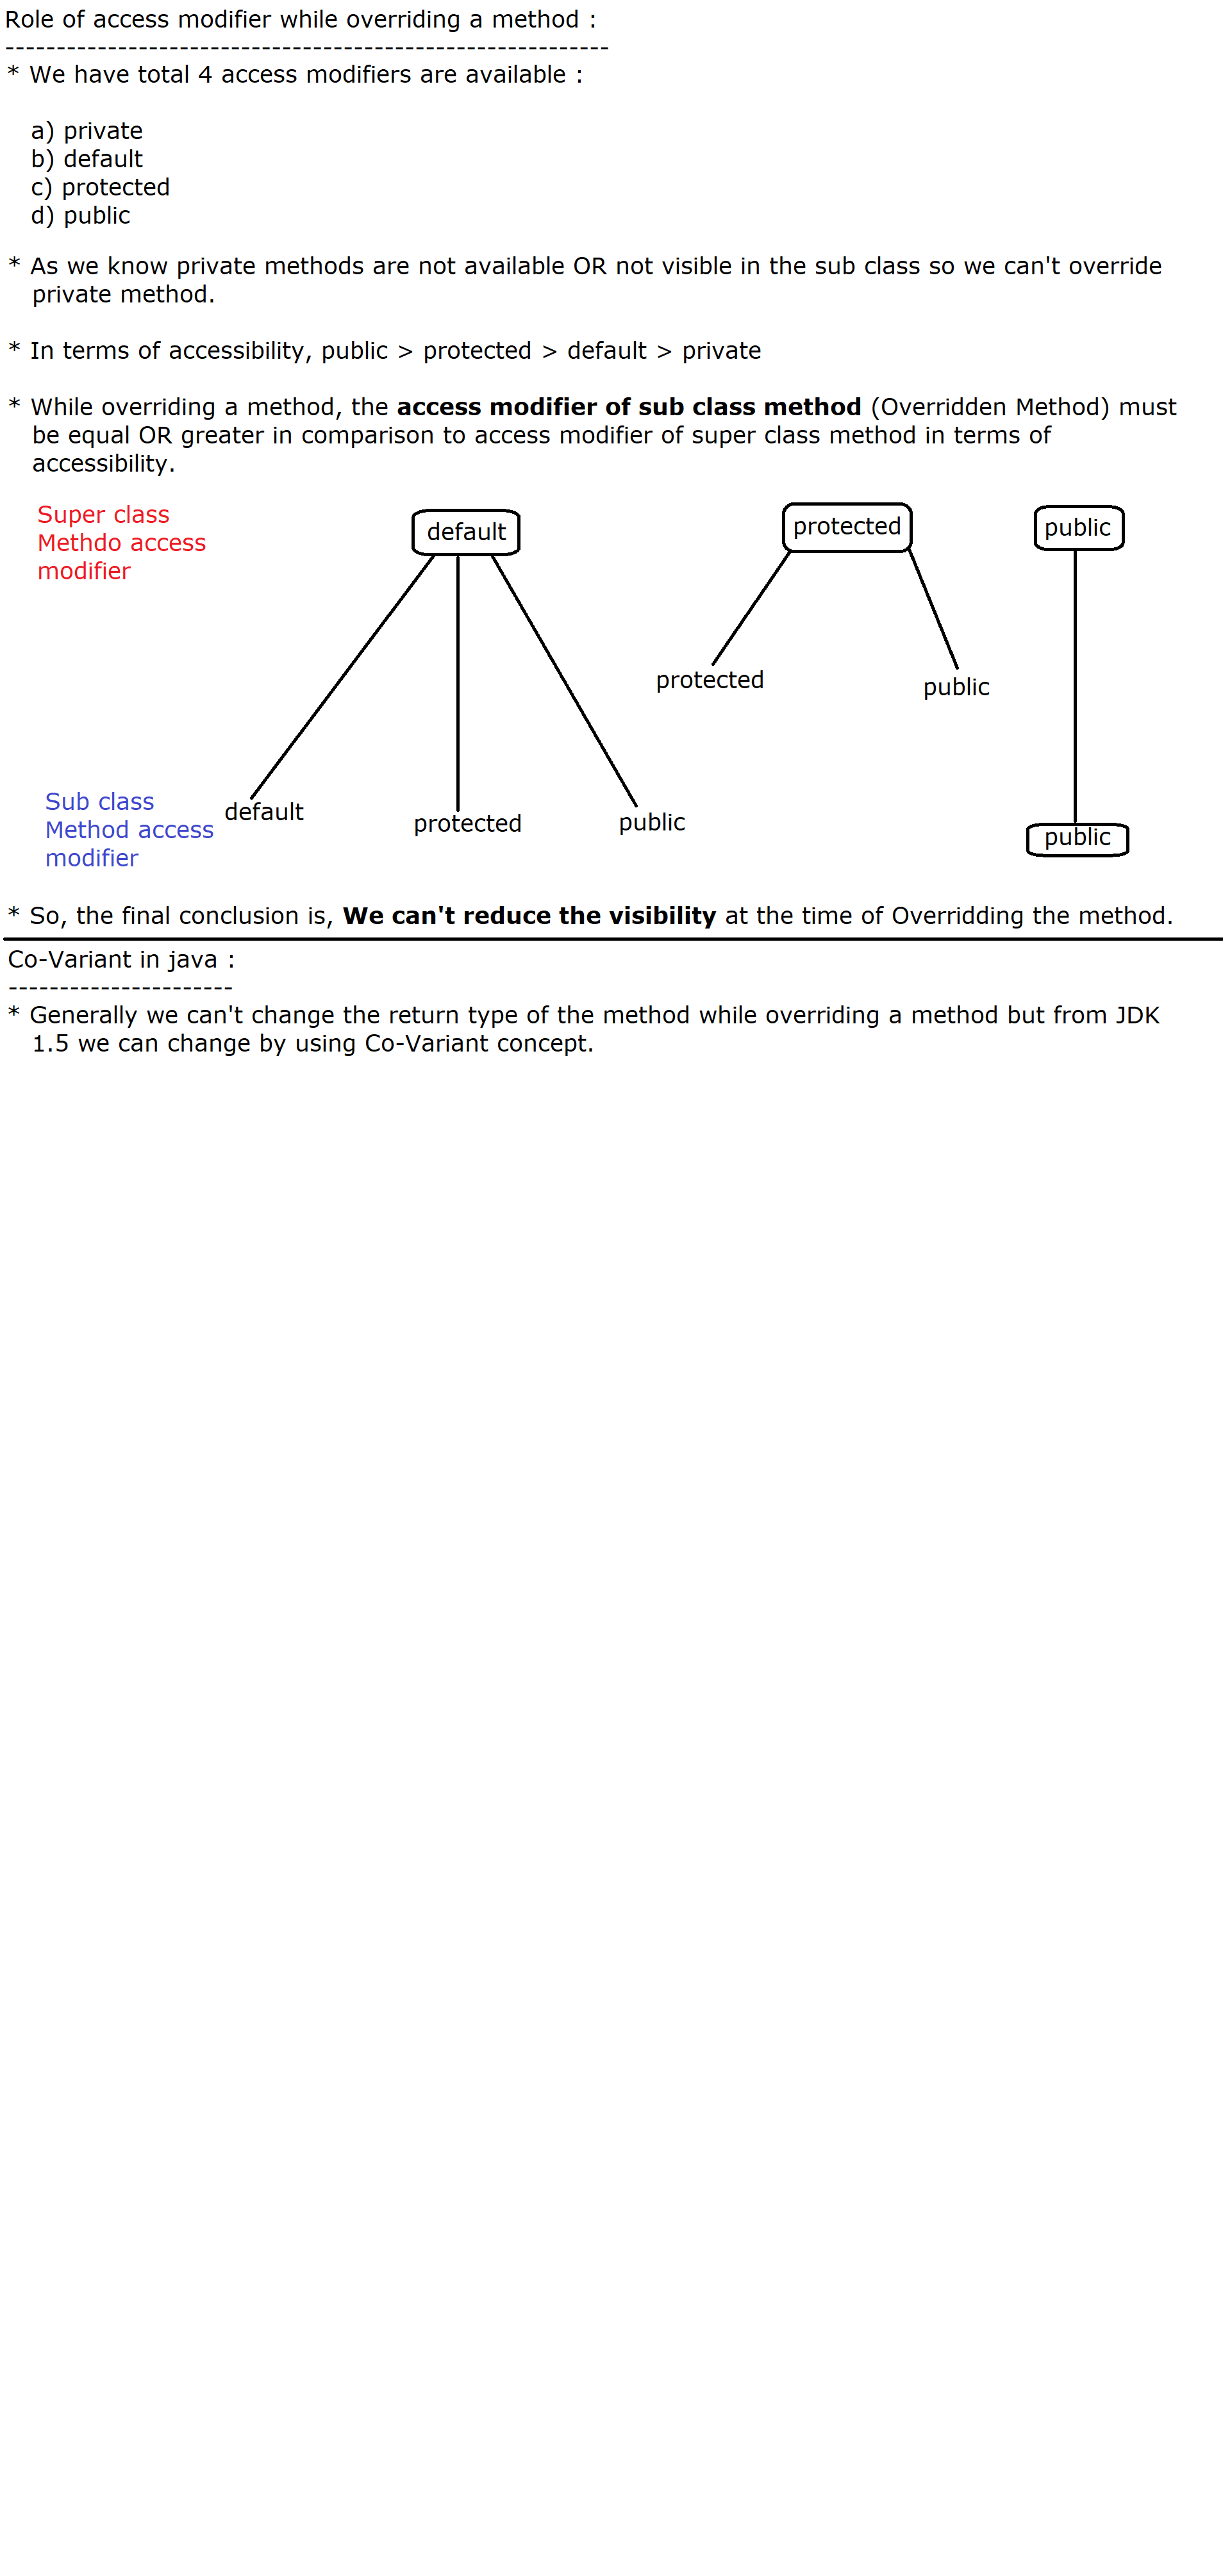 Role of access modifier while overriding a method :
-----------------------------------------------------------
* We have total 4 access modifiers are available :
a) private
b) default
c) protected
d) public
* As we know private methods are not available OR not visible in the sub class so we can't override
private method.
* In terms of accessibility, public > protected > default > private
* While overriding a method, the access modifier of sub class method (Overridden Method) must
be equal OR greater in comparison to access modifier of super class method in terms of
accessibility.
Super class
Methdo access
modifier
default
protected
public
protected
public
Sub class
Method access
modifier
default
protected
public
public
* So, the final conclusion is, We can't reduce the visibility at the time of Overridding the method.
Co-Variant in java :
----------------------
* Generally we can't change the return type of the method while overriding a method but from JDK
1.5 we can change by using Co-Variant concept.